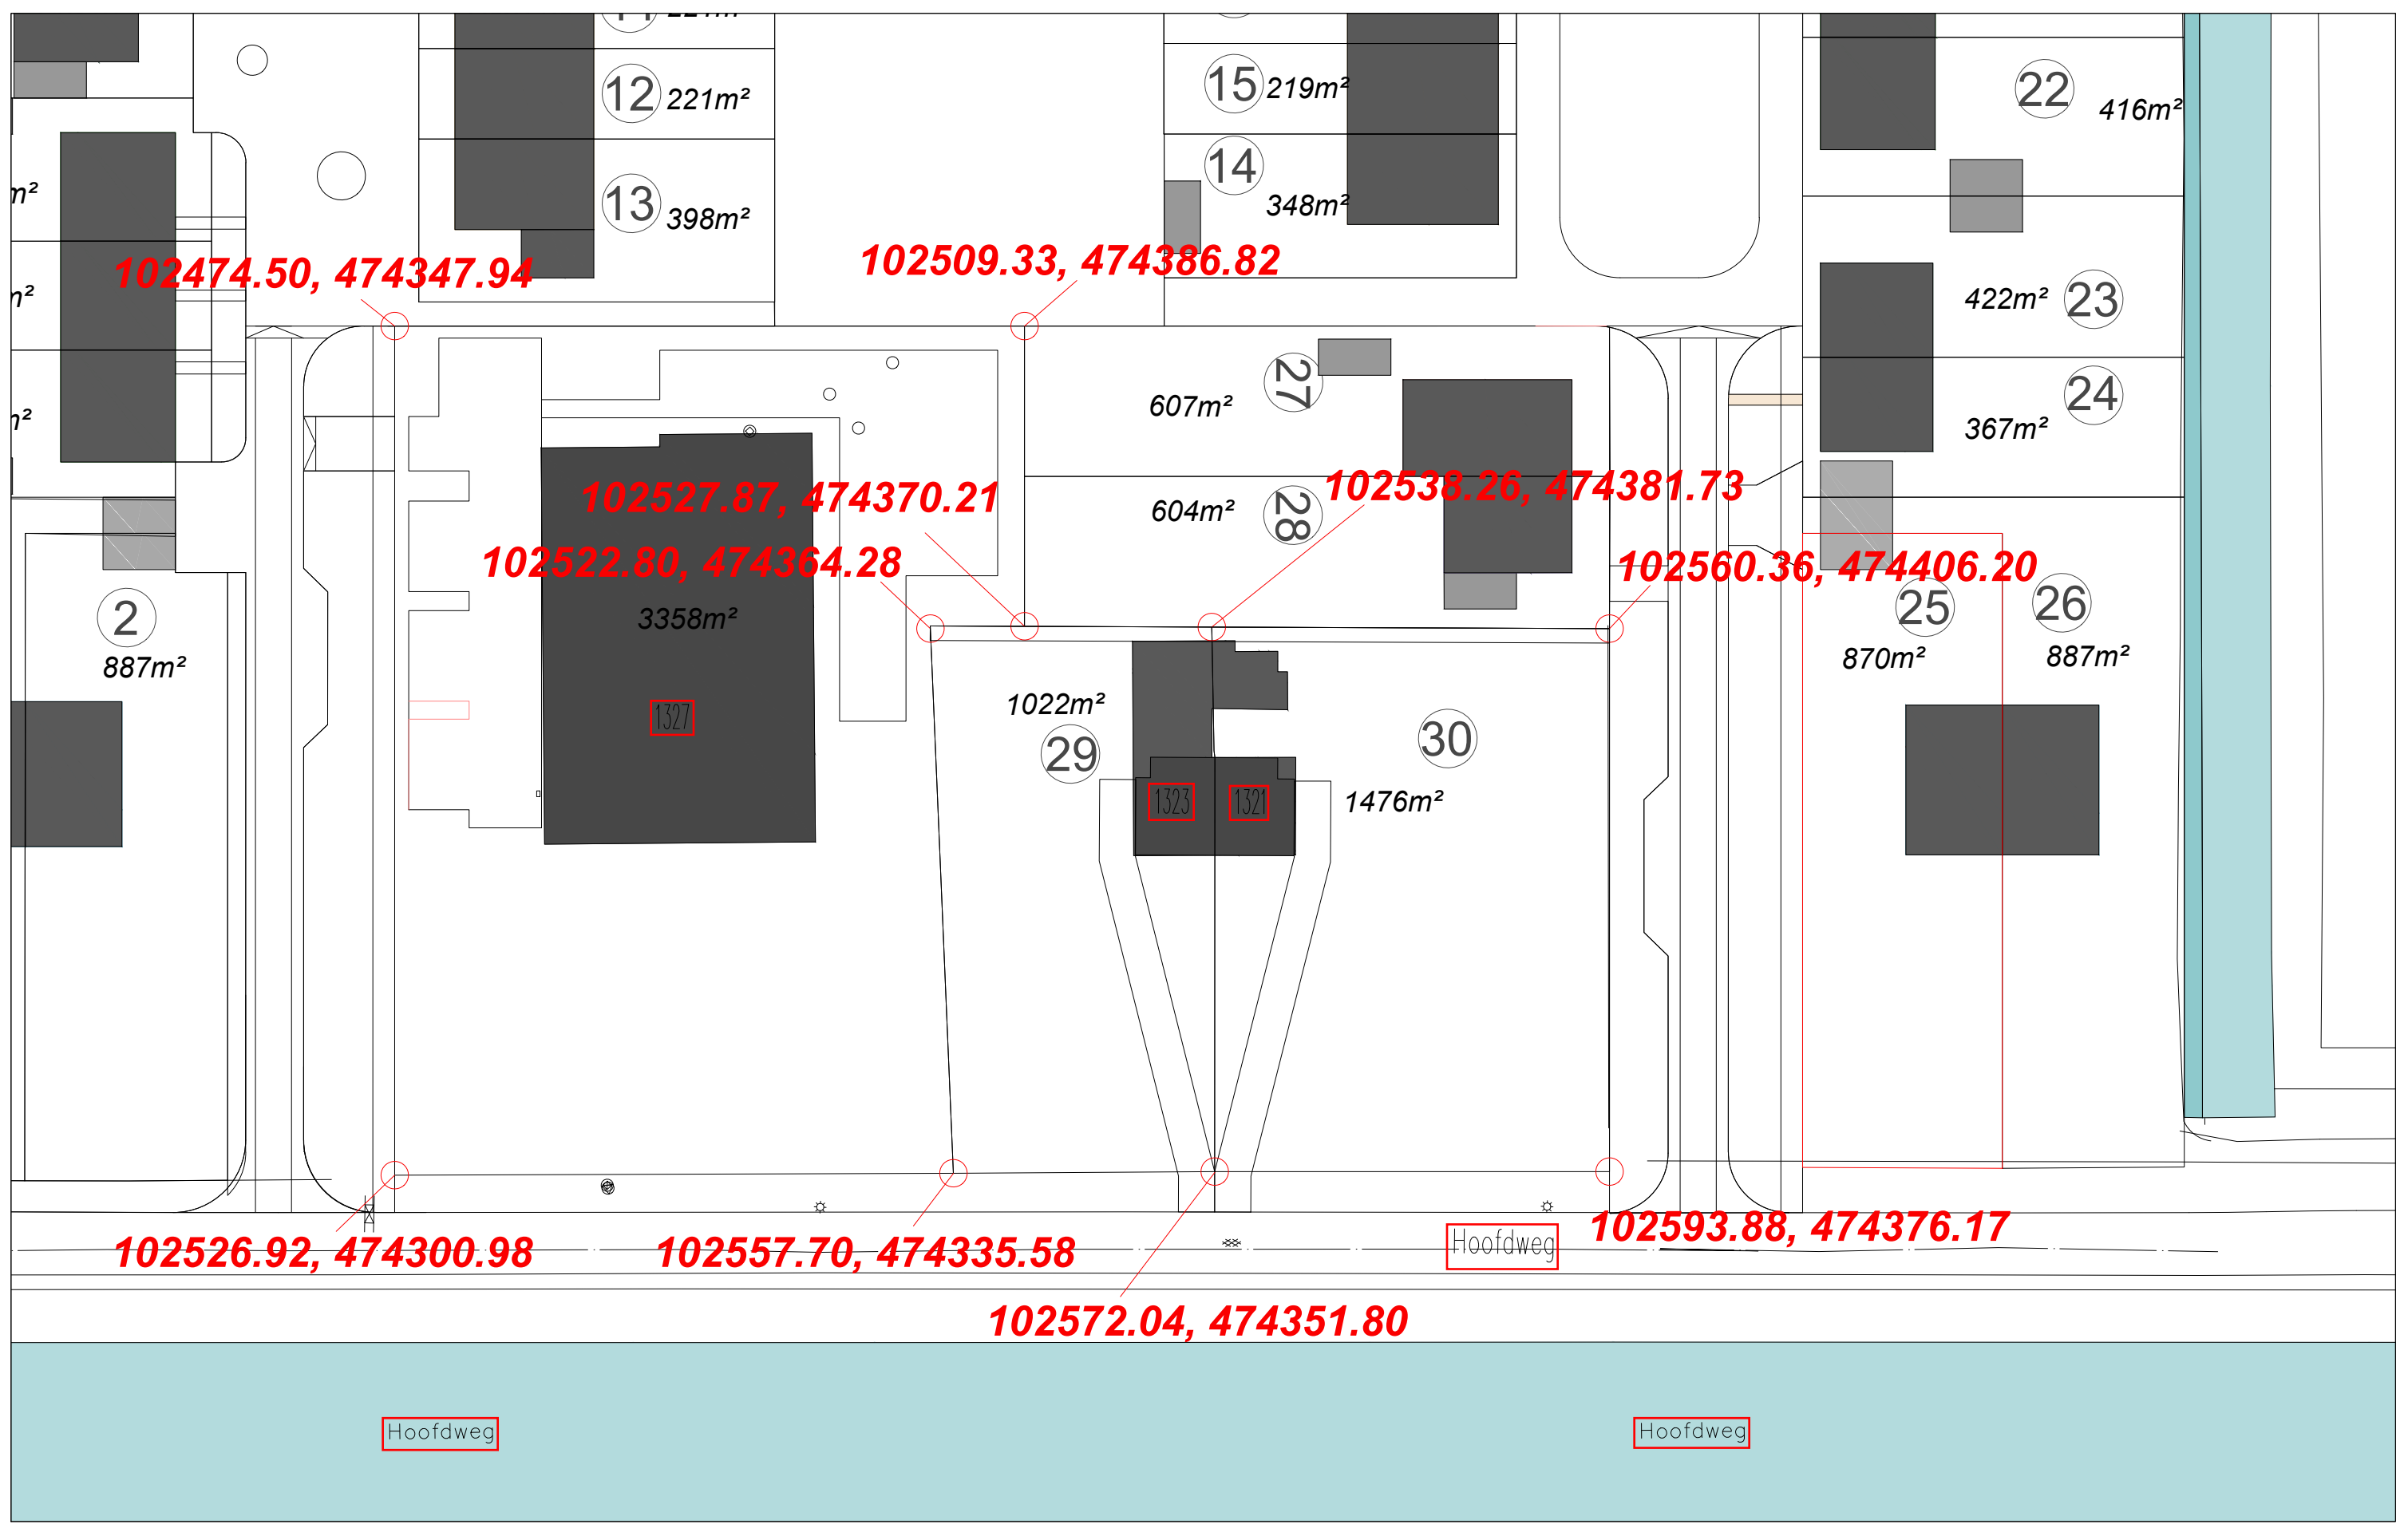 12
221m²
13
398m²
15
219m²
14
348m²
22
416m²
m²
m²
m²
102474.50, 474347.94
102509.33, 474386.82
422m²
23
27
607m²
24
367m²
102527.87, 474370.21
604m²
28
102538.26, 474381.73
102522.80, 474364.28
102560.36, 474406.20
2
887m²
3358m²
25
870m²
26
887m²
1327
1022m²
29
30
1476m²
1323
1321
102526.92, 474300.98
102557.70, 474335.58
Hoofdweg
102593.88, 474376.17
102572.04, 474351.80
Hoofdweg
Hoofdweg